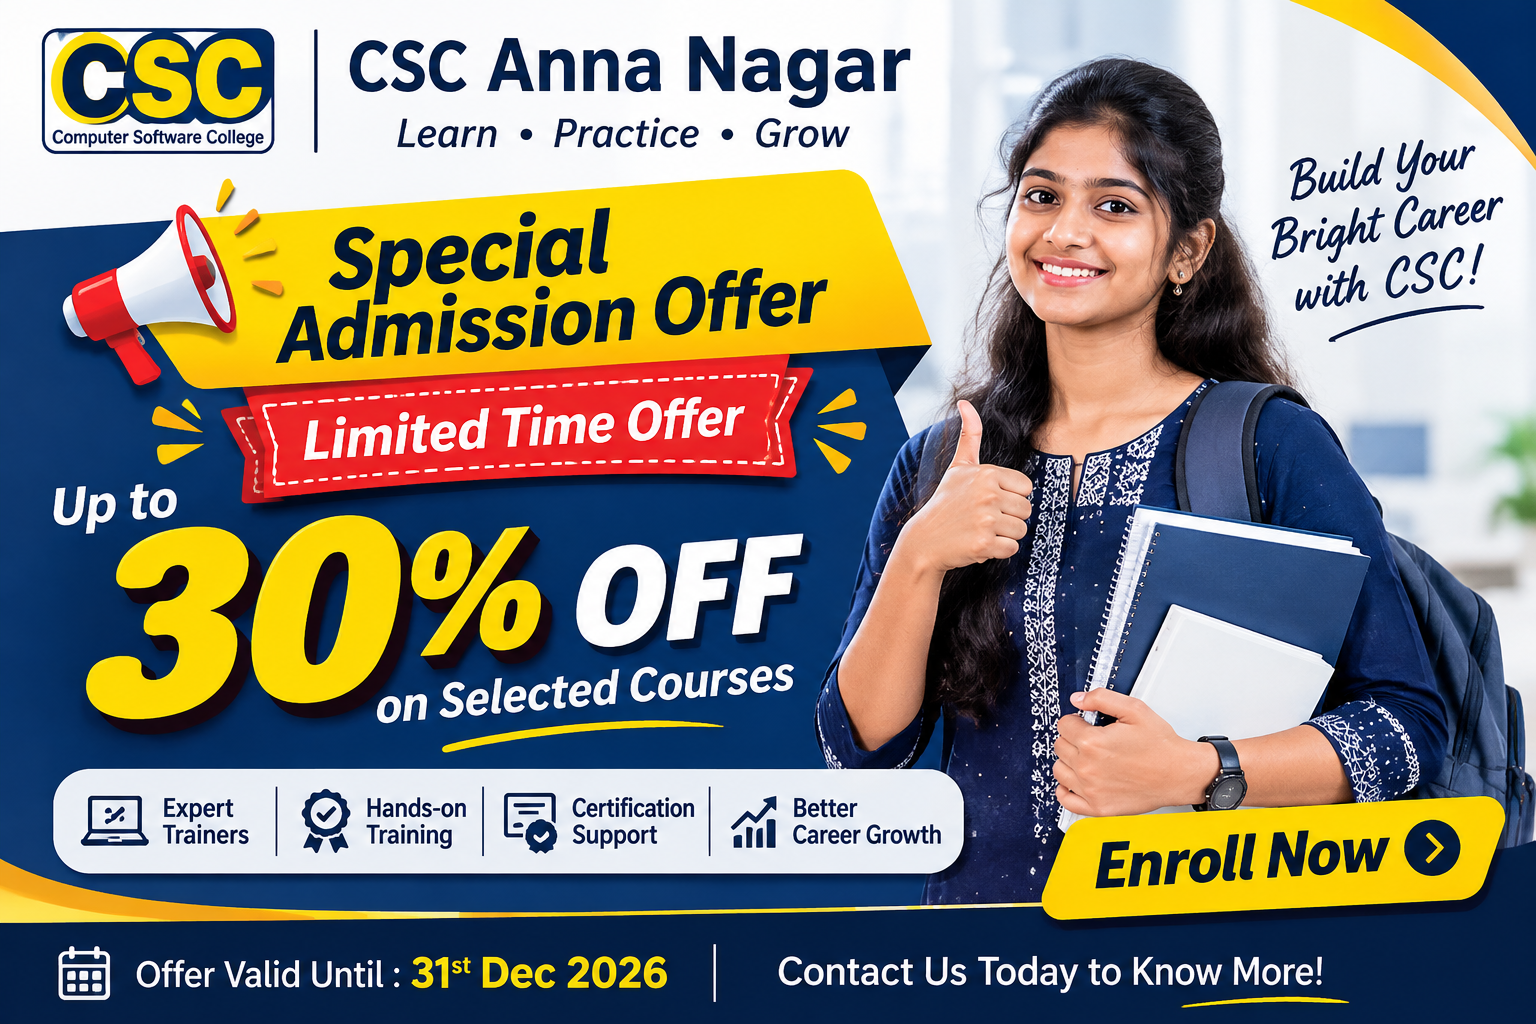 CSC
Computer Software College
CSC Anna Nagar
Learn • Practice • Grow
Build Your
Bright Career
with CSC!
Special
Admission Offer
Limited Time Offer
Up to
30% OFF
on Selected Courses
Expert
Trainers
Hands-on
Training
Certification
Support
Better
Career Growth
Enroll Now
Offer Valid Until : 31st Dec 2026
Contact Us Today to Know More!